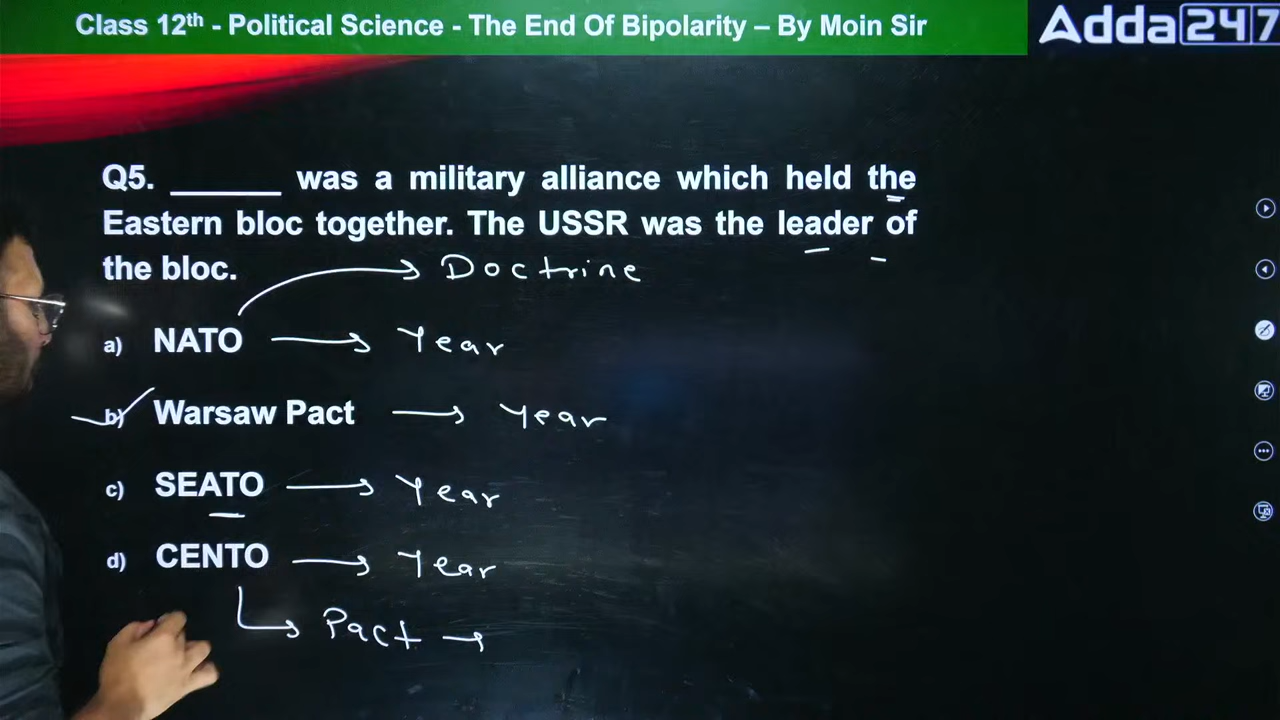 Class 12th - Political Science - The End Of Bipolarity – By Moin Sir
Adda247
Q5. ______ was a military alliance which held the
Eastern bloc together. The USSR was the leader of
the bloc.
Doctrine
a) NATO → Year
b) Warsaw Pact → Year
c) SEATO → Year
d) CENTO → Year
Pact →